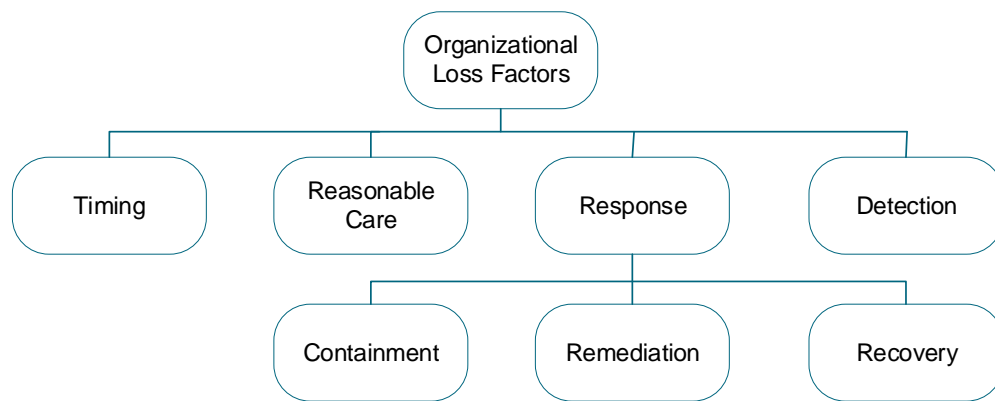 Organizational
Loss Factors
Timing
Reasonable
Care
Response
Detection
Containment
Remediation
Recovery